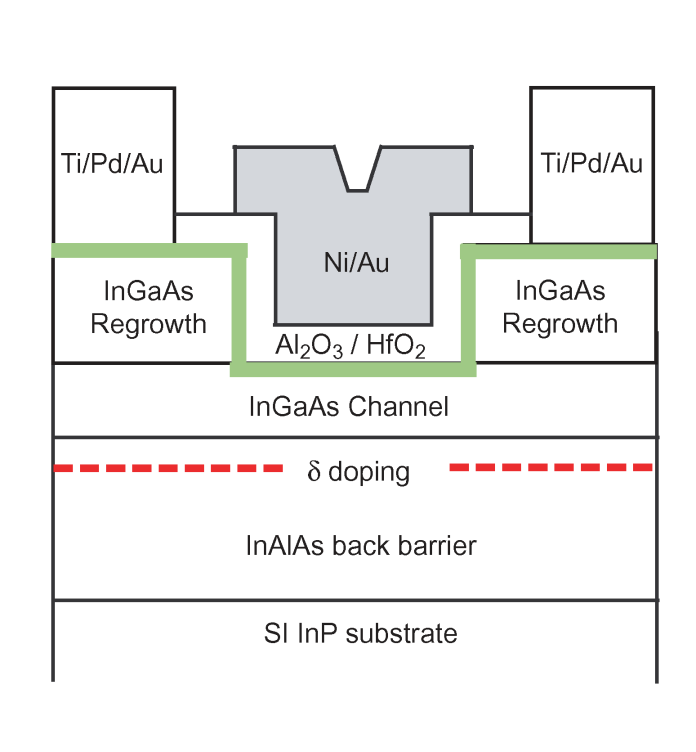 Ti/Pd/Au
Ti/Pd/Au
Ni/Au
InGaAs
Regrowth
InGaAs
Regrowth
Al₂O₃ / HfO₂
InGaAs Channel
δ doping
InAlAs back barrier
SI InP substrate